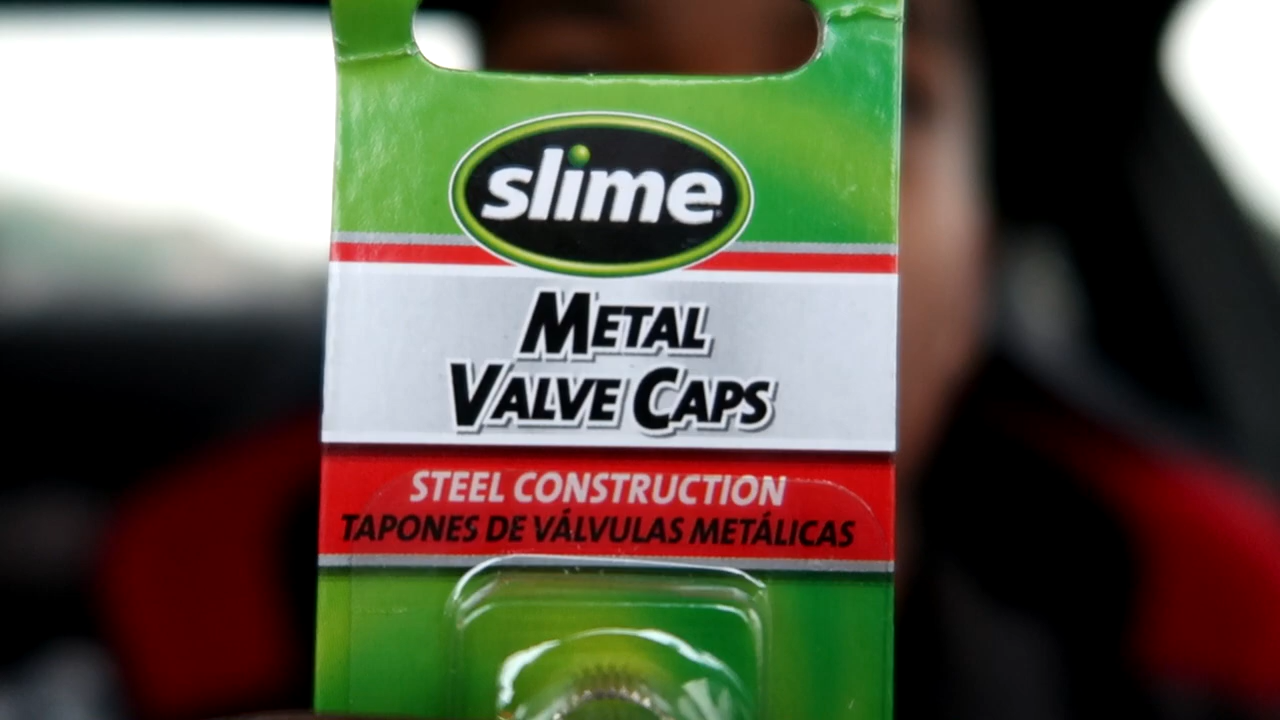 slime
METAL
VALVE CAPS
STEEL CONSTRUCTION
TAPONES DE VÁLVULAS METÁLICAS